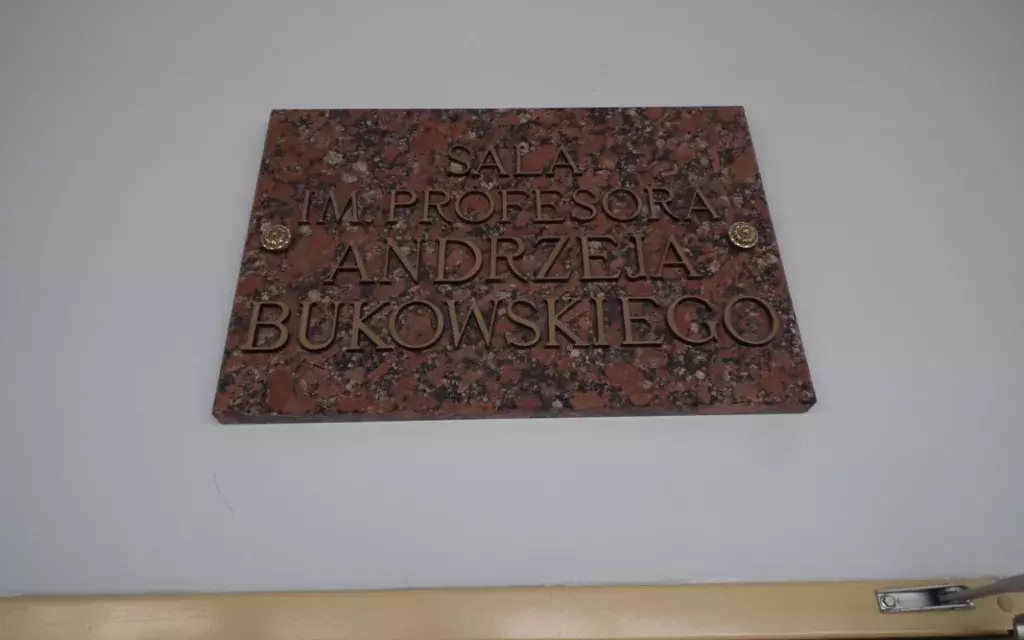 SALA
IM. PROFESORA
ANDRZEJA
BUKOWSKIEGO